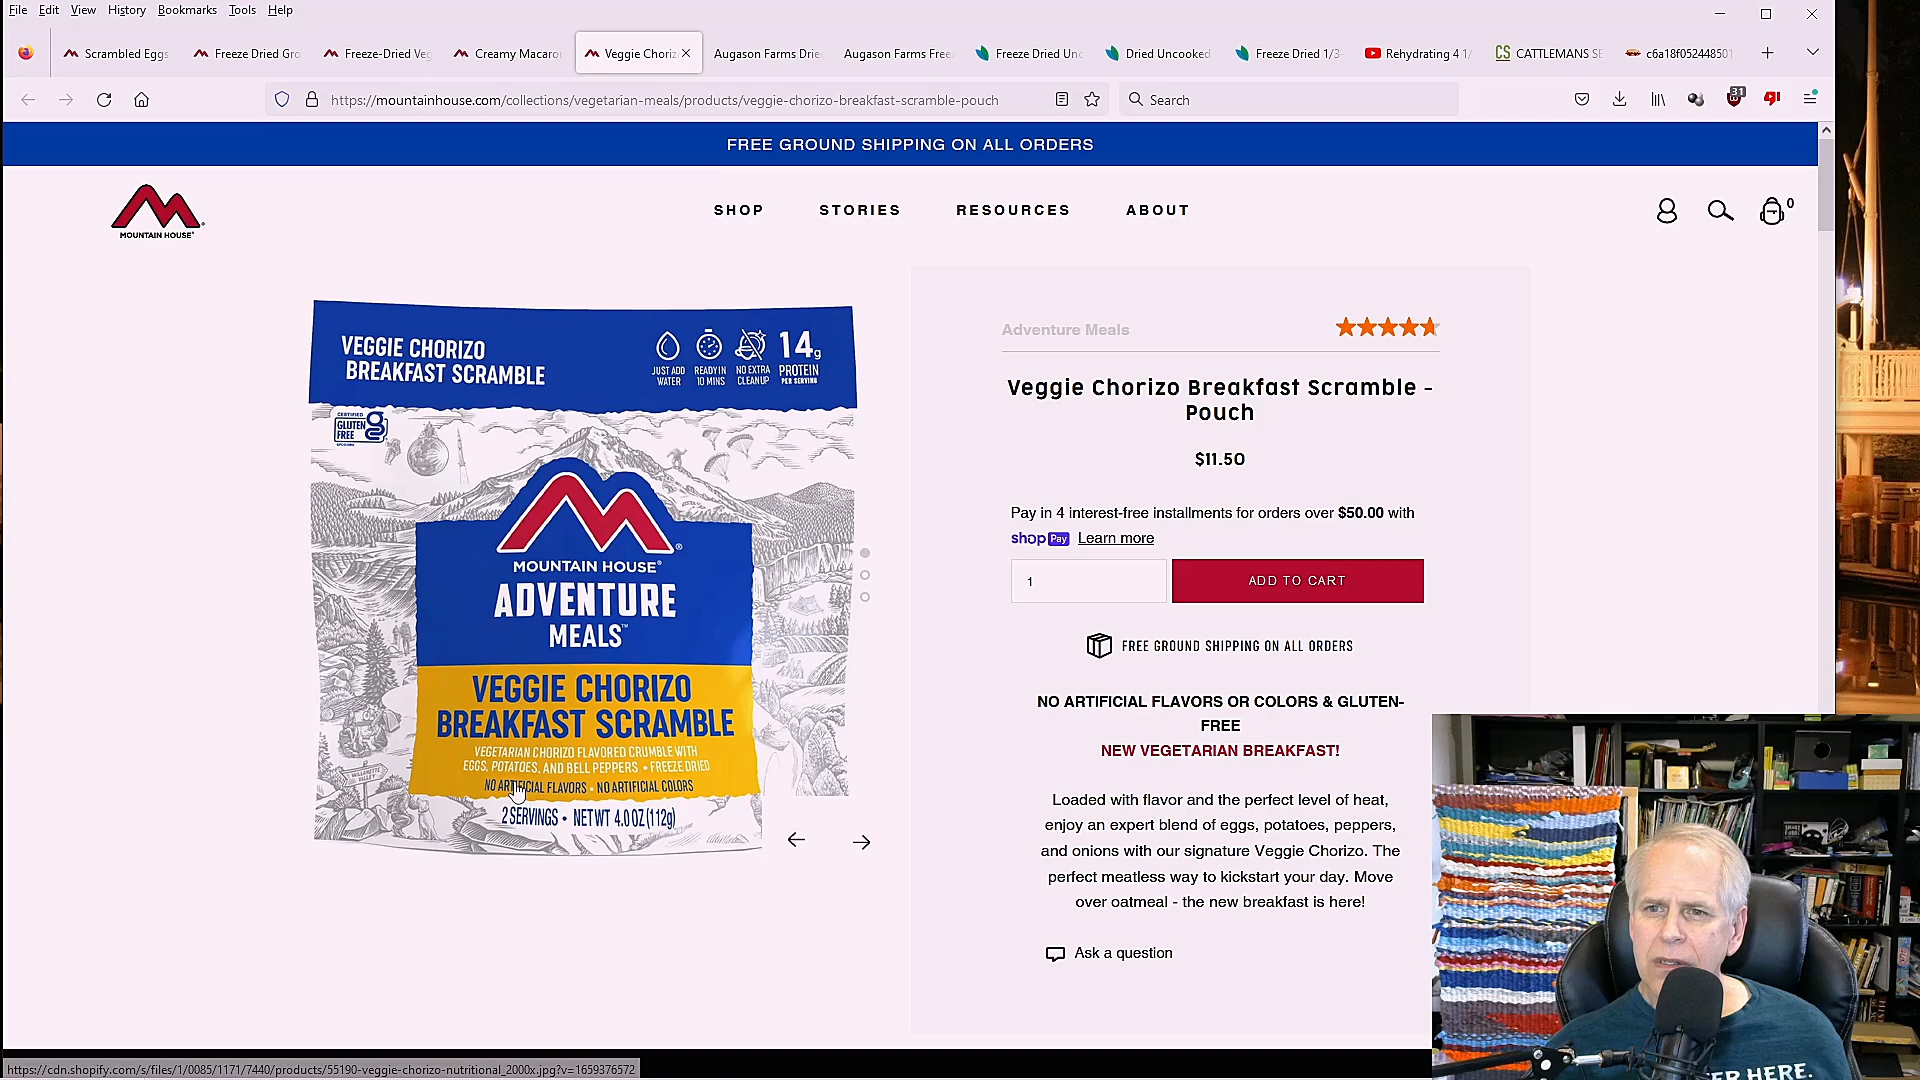 File Edit View History Bookmarks Tools Help
Scrambled Eggs
Freeze Dried Gro
Freeze-Dried Veg
Creamy Macaro
Veggie Choriz
Augason Farms Drie
Augason Farms Free
Freeze Dried Unc
Dried Uncooked
Freeze Dried 1/3-
Rehydrating 4 1/
CS CATTLEMANS SE
c6a18f0524485​01
https://mountainhouse.com/collections/vegetarian-meals/products/veggie-chorizo-breakfast-scramble-pouch
Search
31
FREE GROUND SHIPPING ON ALL ORDERS
MOUNTAIN HOUSE
SHOP STORIES RESOURCES ABOUT
0
VEGGIE CHORIZO
BREAKFAST SCRAMBLE
JUST ADD
WATER
READY IN
10 MINS
NO EXTRA
CLEANUP
14g
PROTEIN
PER SERVING
CERTIFIED
GLUTEN
FREE
MOUNTAIN HOUSE®
ADVENTURE
MEALS™
VEGGIE CHORIZO
BREAKFAST SCRAMBLE
VEGETARIAN CHORIZO FLAVORED CRUMBLE WITH
EGGS, POTATOES, AND BELL PEPPERS • FREEZE DRIED
NO ARTIFICIAL FLAVORS • NO ARTIFICIAL COLORS
2 SERVINGS • NET WT 4.0 OZ (112g)
WILLAMETTE
VALLEY
Adventure Meals
Veggie Chorizo Breakfast Scramble -
Pouch
$11.50
Pay in 4 interest-free installments for orders over $50.00 with
shop Pay Learn more
1
ADD TO CART
FREE GROUND SHIPPING ON ALL ORDERS
NO ARTIFICIAL FLAVORS OR COLORS & GLUTEN-
FREE
NEW VEGETARIAN BREAKFAST!
Loaded with flavor and the perfect level of heat,
enjoy an expert blend of eggs, potatoes, peppers,
and onions with our signature Veggie Chorizo. The
perfect meatless way to kickstart your day. Move
over oatmeal - the new breakfast is here!
Ask a question
HERE.
https://cdn.shopify.com/s/files/1/0085/1171/7440/products/55190-veggie-chorizo-nutritional_2000x.jpg?v=1659376572